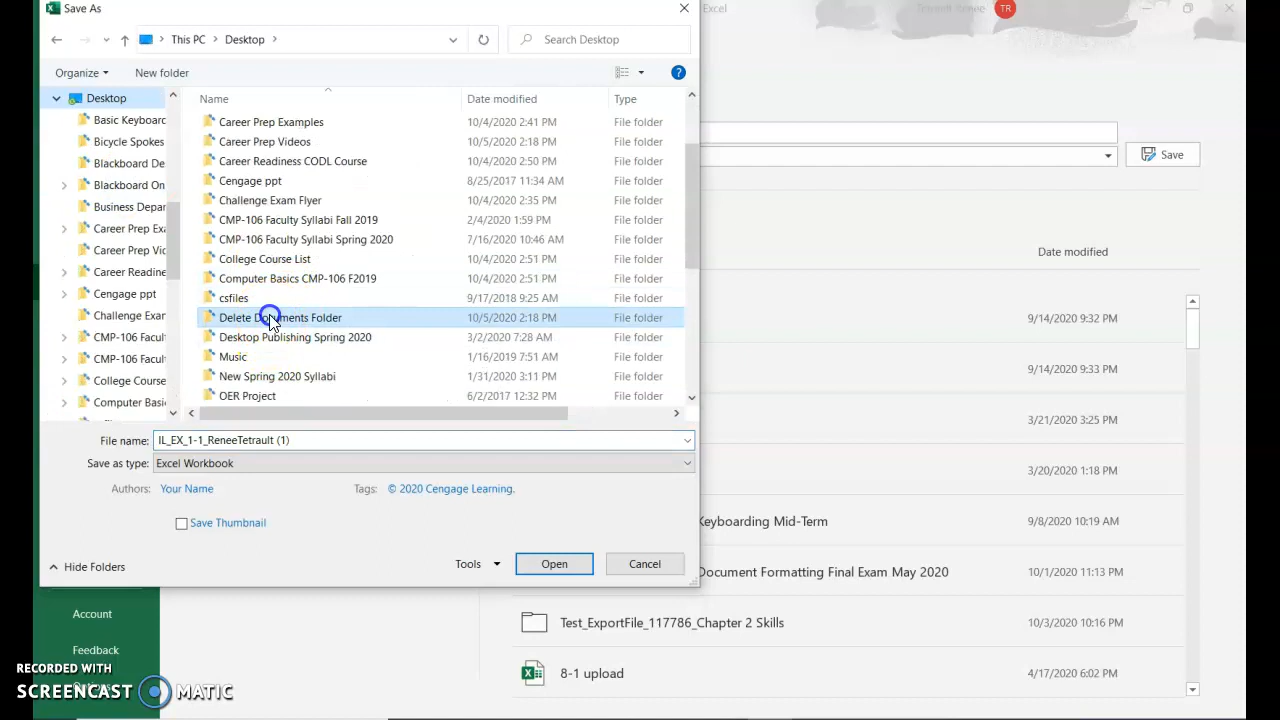 Save As
Excel
TR
This PC > Desktop >
Search Desktop
Organize
New folder
?
Name
Date modified
Type
Desktop
Basic Keyboard
Bicycle Spokes
Blackboard De
Blackboard On
Business Depar
Career Prep Exa
Career Prep Vid
Career Readine
Cengage ppt
Challenge Exam
CMP-106 Facul
CMP-106 Facult
College Course
Computer Basi
Career Prep Examples 10/4/2020 2:41 PM File folder
Career Prep Videos 10/5/2020 2:18 PM File folder
Career Readiness CODL Course 10/4/2020 2:50 PM File folder
Cengage ppt 8/25/2017 11:34 AM File folder
Challenge Exam Flyer 10/4/2020 2:35 PM File folder
CMP-106 Faculty Syllabi Fall 2019 2/4/2020 1:59 PM File folder
CMP-106 Faculty Syllabi Spring 2020 7/16/2020 10:46 AM File folder
College Course List 10/4/2020 2:51 PM File folder
Computer Basics CMP-106 F2019 10/4/2020 2:51 PM File folder
csfiles 9/17/2018 9:25 AM File folder
Delete Documents Folder 10/5/2020 2:18 PM File folder
Desktop Publishing Spring 2020 3/2/2020 7:28 AM File folder
Music 1/16/2019 7:51 AM File folder
New Spring 2020 Syllabi 1/31/2020 3:11 PM File folder
OER Project 6/2/2017 12:32 PM File folder
File name: IL_EX_1-1_ReneeTetrault (1)
Save as type: Excel Workbook
Authors: Your Name
Tags: © 2020 Cengage Learning.
Save Thumbnail
Hide Folders
Tools
Open
Cancel
Save
Date modified
9/14/2020 9:32 PM
9/14/2020 9:33 PM
3/21/2020 3:25 PM
3/20/2020 1:18 PM
Keyboarding Mid-Term 9/8/2020 10:19 AM
Document Formatting Final Exam May 2020 10/1/2020 11:13 PM
Test_ExportFile_117786_Chapter 2 Skills 10/3/2020 10:16 PM
8-1 upload 4/17/2020 6:02 PM
Account
Feedback
Options
RECORDED WITH
SCREENCAST MATIC